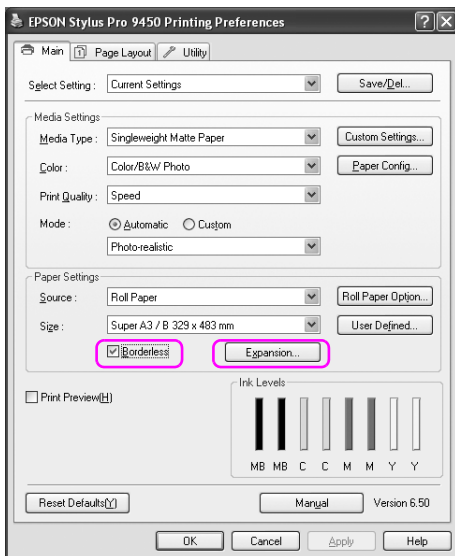 EPSON Stylus Pro 9450 Printing Preferences
Main Page Layout Utility
Select Setting : Current Settings Save/Del...
Media Settings
Media Type : Singleweight Matte Paper Custom Settings...
Color : Color/B&W Photo Paper Config...
Print Quality : Speed
Mode : Automatic Custom
Photo-realistic
Paper Settings
Source : Roll Paper Roll Paper Option...
Size : Super A3 / B 329 x 483 mm User Defined...
Borderless Expansion...
Print Preview(H)
Ink Levels
MB MB C C M M Y Y
Reset Defaults(Y) Manual Version 6.50
OK Cancel Apply Help